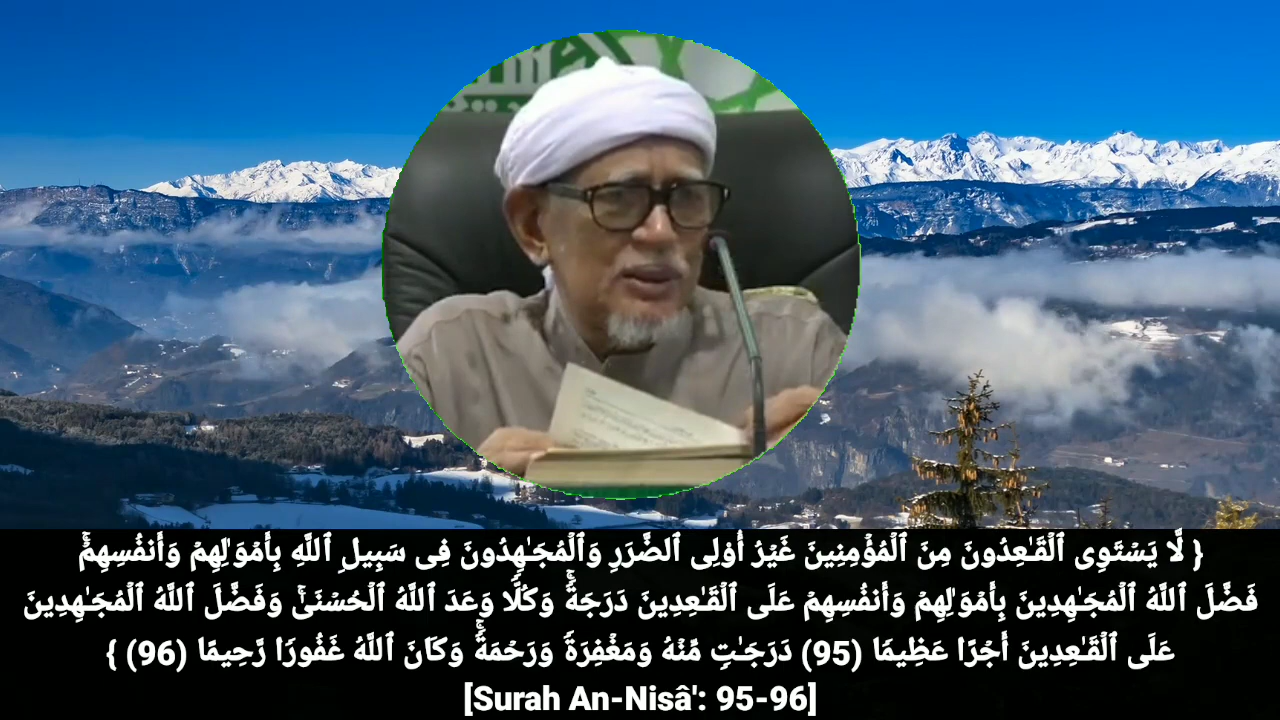 { لَّا يَسْتَوِى ٱلْقَـٰعِدُونَ مِنَ ٱلْمُؤْمِنِينَ غَيْرُ أُو۟لِى ٱلضَّرَرِ وَٱلْمُجَـٰهِدُونَ فِى سَبِيلِ ٱللَّهِ بِأَمْوَٰلِهِمْ وَأَنفُسِهِمْ ۚ
فَضَّلَ ٱللَّهُ ٱلْمُجَـٰهِدِينَ بِأَمْوَٰلِهِمْ وَأَنفُسِهِمْ عَلَى ٱلْقَـٰعِدِينَ دَرَجَةً ۚ وَكُلًّا وَعَدَ ٱللَّهُ ٱلْحُسْنَىٰ ۚ وَفَضَّلَ ٱللَّهُ ٱلْمُجَـٰهِدِينَ
عَلَى ٱلْقَـٰعِدِينَ أَجْرًا عَظِيمًا (95) دَرَجَـٰتٍ مِّنْهُ وَمَغْفِرَةً وَرَحْمَةً ۚ وَكَانَ ٱللَّهُ غَفُورًا رَّحِيمًا (96) }
[Surah An-Nisâ': 95-96]